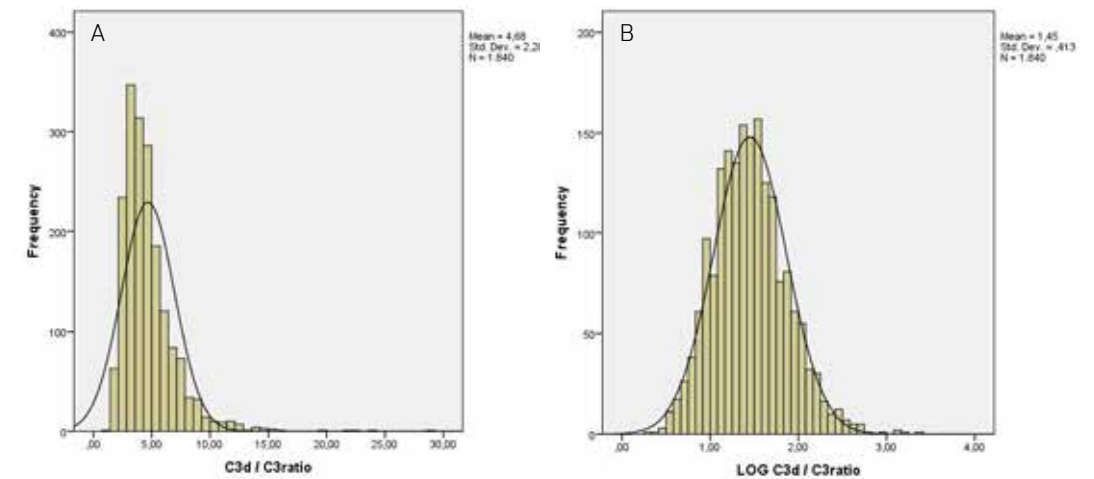 A
400
300
200
100
0
,00
5,00
10,00
15,00
20,00
25,00
30,00
Frequency
C3d / C3ratio
Mean = 4,68
Std. Dev. = 2,2
N = 1.840
B
200
150
100
50
0
,00
1,00
2,00
3,00
4,00
Frequency
LOG C3d / C3ratio
Mean = 1,45
Std. Dev. = ,413
N = 1.840